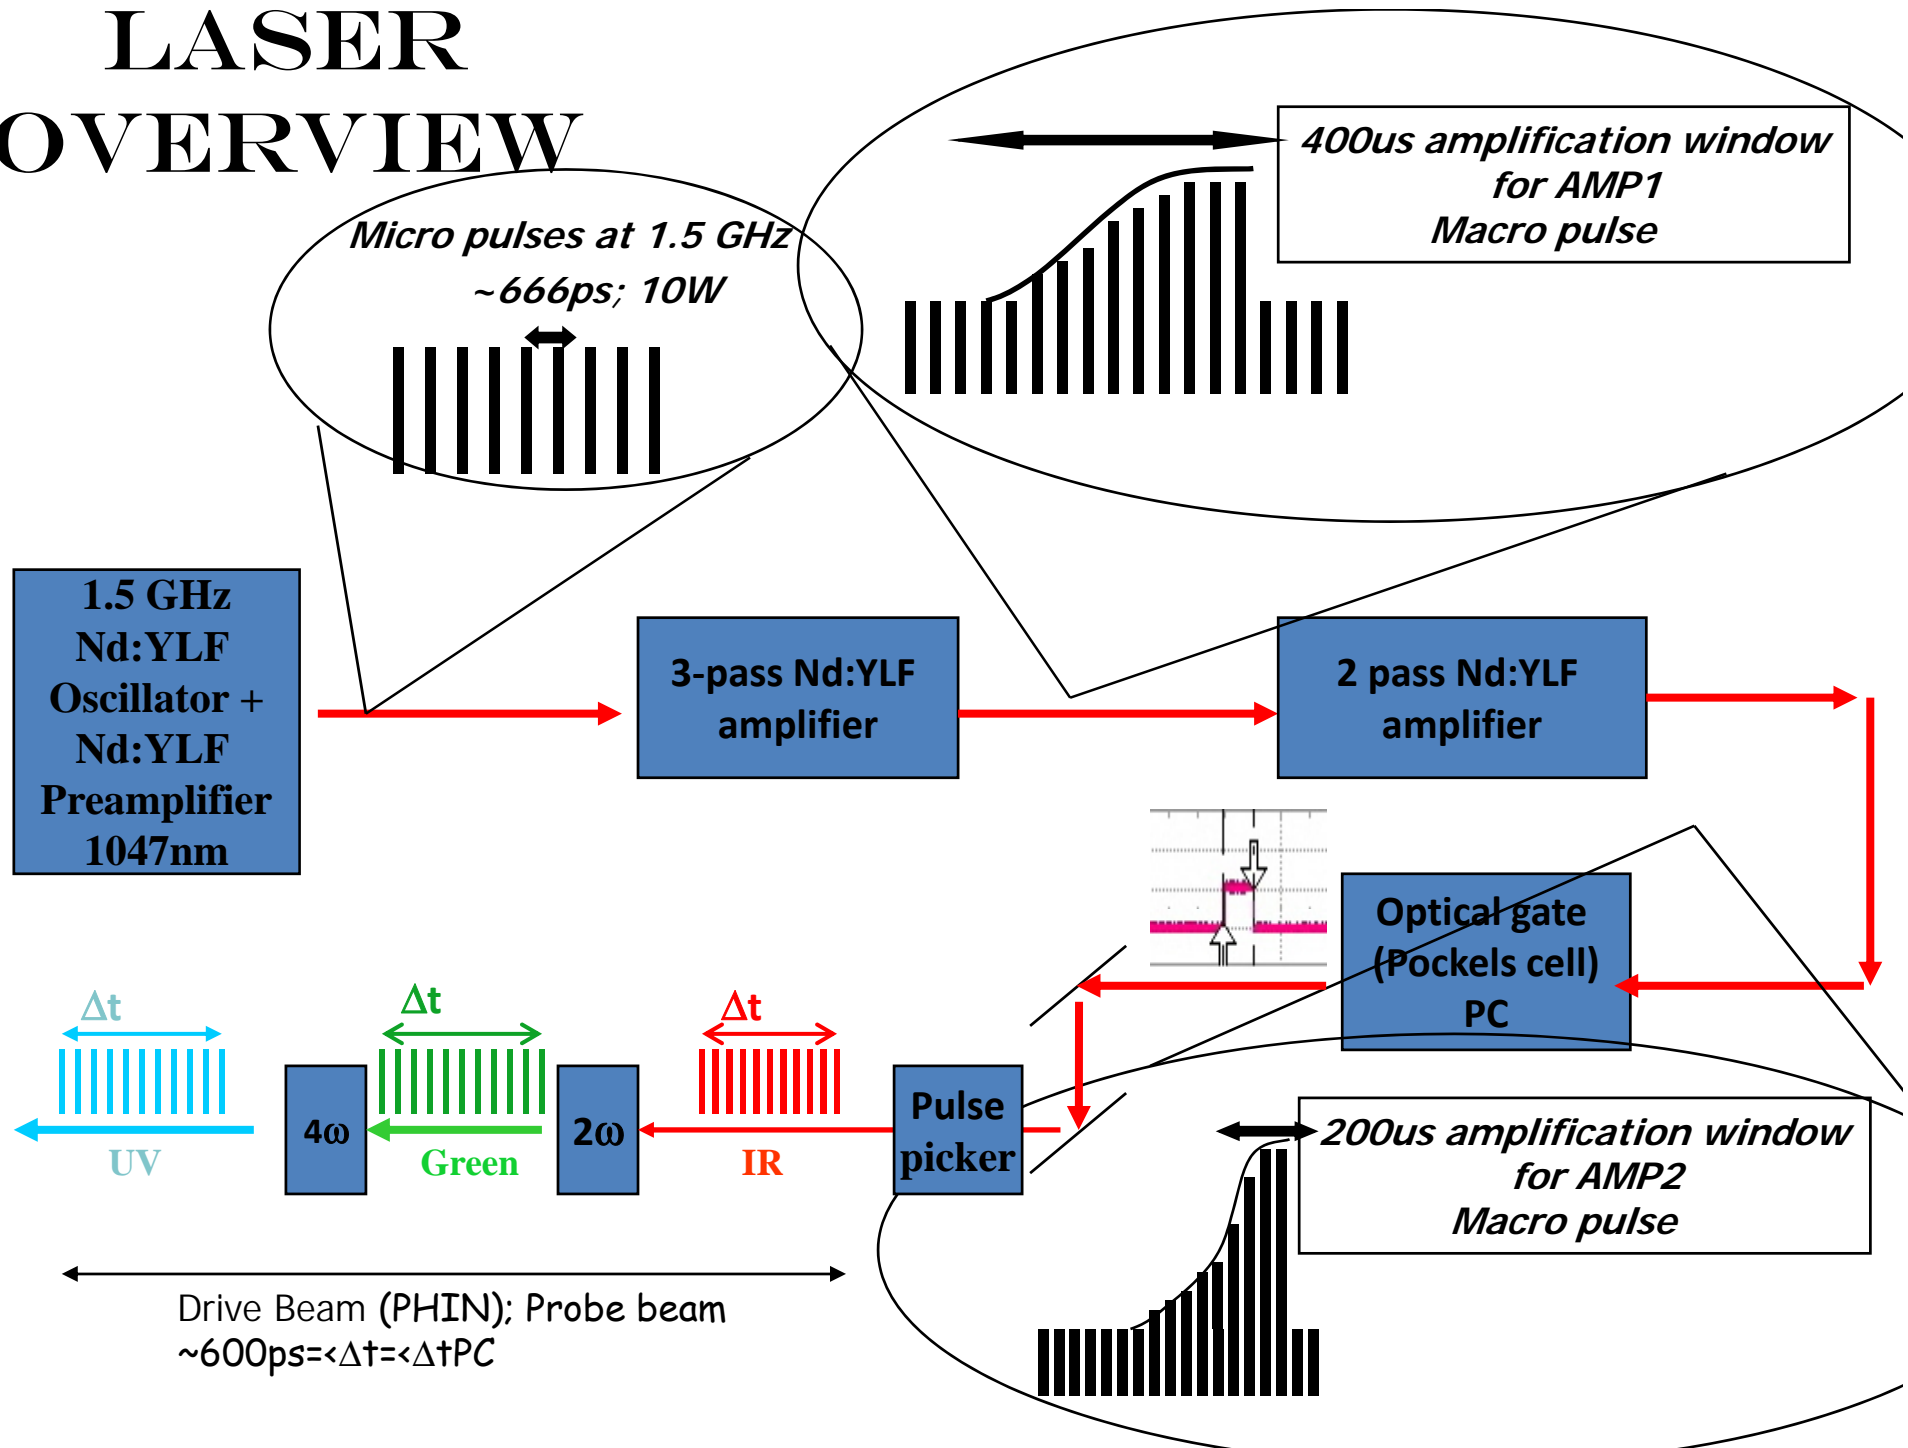 LASER
OVERVIEW
Micro pulses at 1.5 GHz
~666ps; 10W
400us amplification window
for AMP1
Macro pulse
1.5 GHz
Nd:YLF
Oscillator +
Nd:YLF
Preamplifier
1047nm
3-pass Nd:YLF
amplifier
2 pass Nd:YLF
amplifier
Optical gate
(Pockels cell)
PC
Δt
Δt
Δt
UV
4ω
Green
2ω
IR
Pulse
picker
200us amplification window
for AMP2
Macro pulse
Drive Beam (PHIN); Probe beam
~600ps=<Δt=<ΔtPC